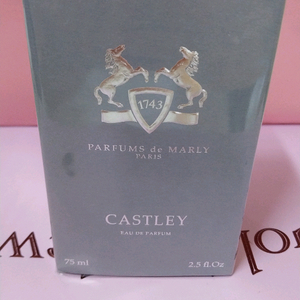 1743
PARFUMS de MARLY
PARIS
CASTLEY
EAU DE PARFUM
75 ml 2.5 fl.Oz